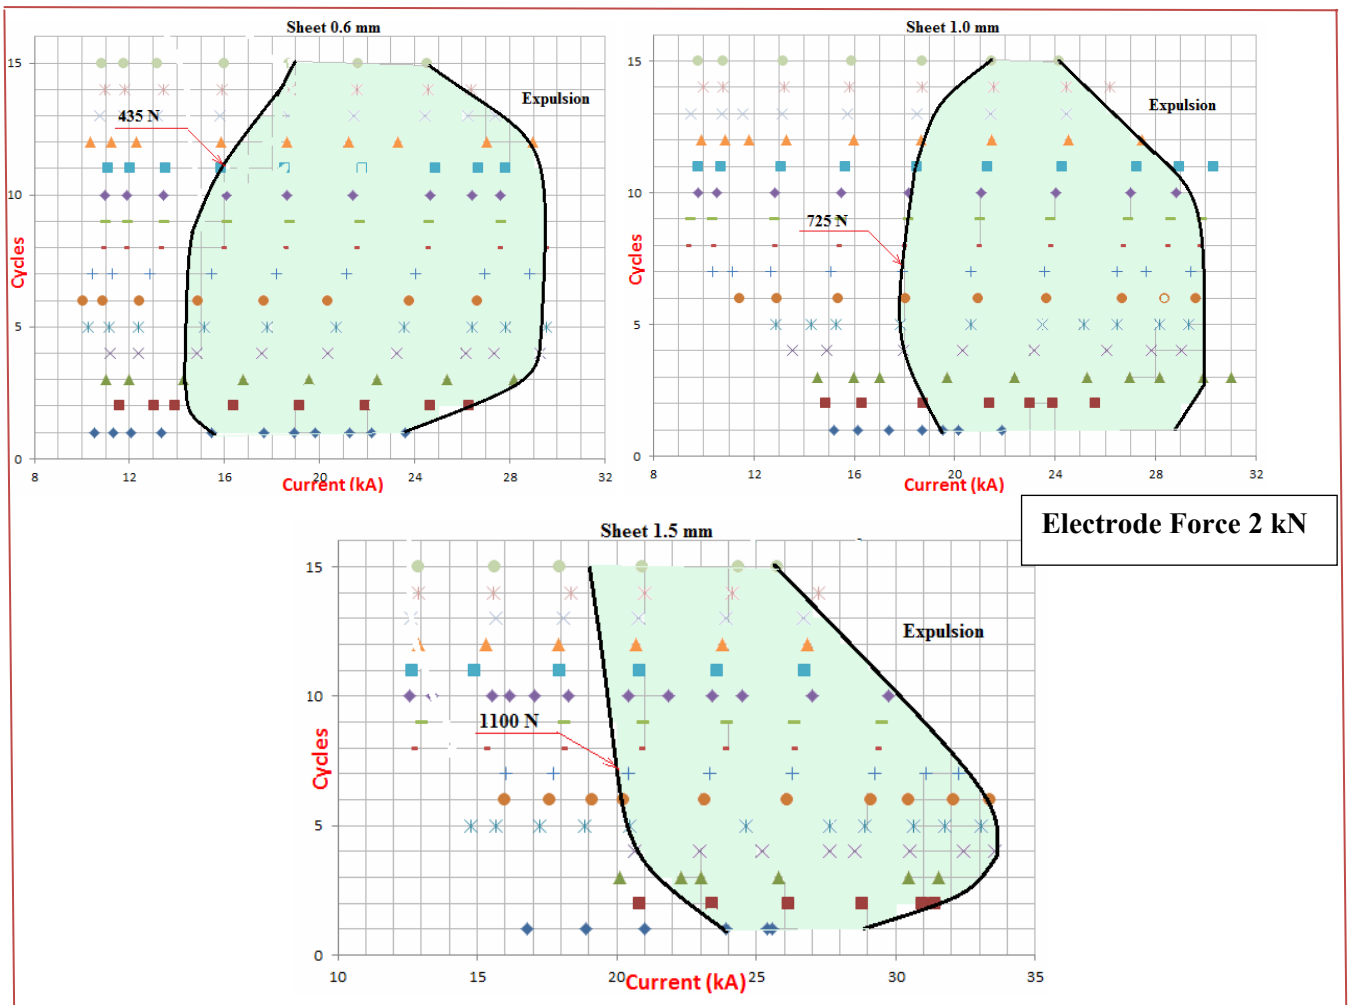 Sheet 0.6 mm
15
10
5
0
Cycles
435 N
Expulsion
8 12 16 20 24 28 32
Current (kA)
Sheet 1.0 mm
15
10
5
0
Cycles
725 N
Expulsion
8 12 16 20 24 28 32
Current (kA)
Electrode Force 2 kN
Sheet 1.5 mm
15
10
5
0
Cycles
1100 N
Expulsion
10 15 20 25 30 35
Current (kA)